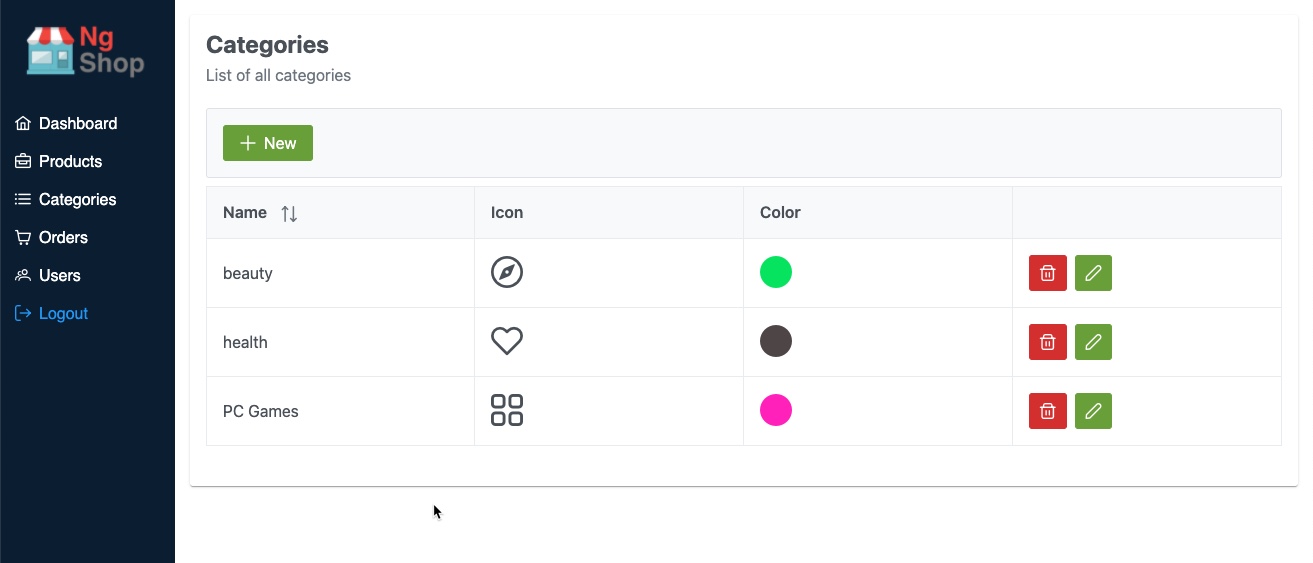 Ng
Shop
Dashboard
Products
Categories
Orders
Users
Logout
Categories
List of all categories
New
Name Icon Color
beauty
health
PC Games